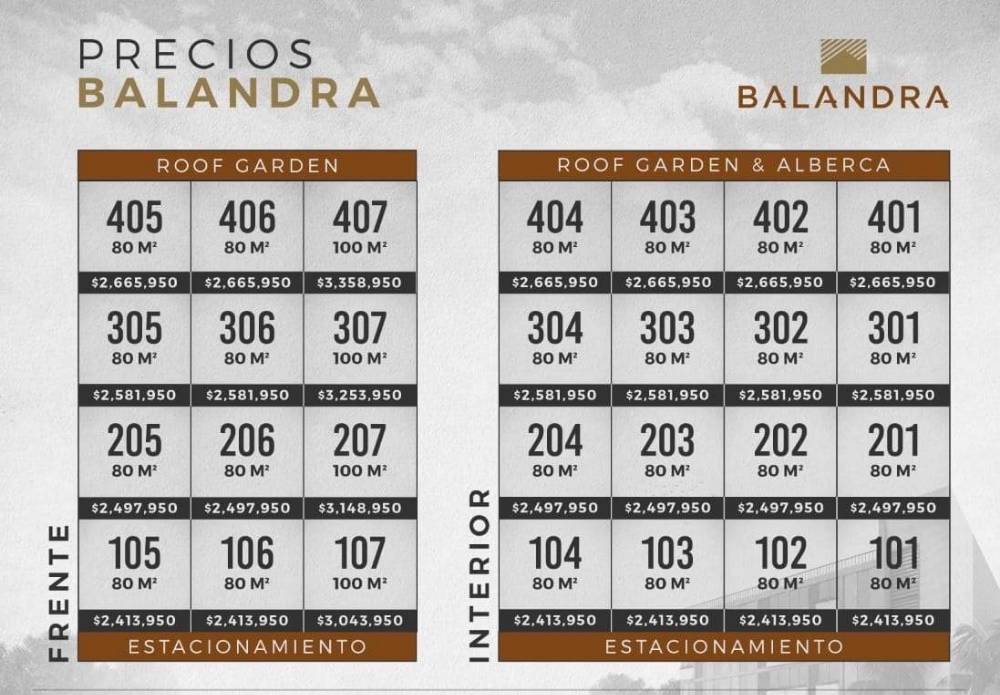 PRECIOS
BALANDRA
BALANDRA
ROOF GARDEN
405 406 407
80 M² 80 M² 100 M²
$2,665,950 $2,665,950 $3,358,950
305 306 307
80 M² 80 M² 100 M²
$2,581,950 $2,581,950 $3,253,950
205 206 207
80 M² 80 M² 100 M²
$2,497,950 $2,497,950 $3,148,950
105 106 107
80 M² 80 M² 100 M²
$2,413,950 $2,413,950 $3,043,950
ESTACIONAMIENTO
FRENTE
ROOF GARDEN & ALBERCA
404 403 402 401
80 M² 80 M² 80 M² 80 M²
$2,665,950 $2,665,950 $2,665,950 $2,665,950
304 303 302 301
80 M² 80 M² 80 M² 80 M²
$2,581,950 $2,581,950 $2,581,950 $2,581,950
204 203 202 201
80 M² 80 M² 80 M² 80 M²
$2,497,950 $2,497,950 $2,497,950 $2,497,950
104 103 102 101
80 M² 80 M² 80 M² 80 M²
$2,413,950 $2,413,950 $2,413,950 $2,413,950
ESTACIONAMIENTO
INTERIOR